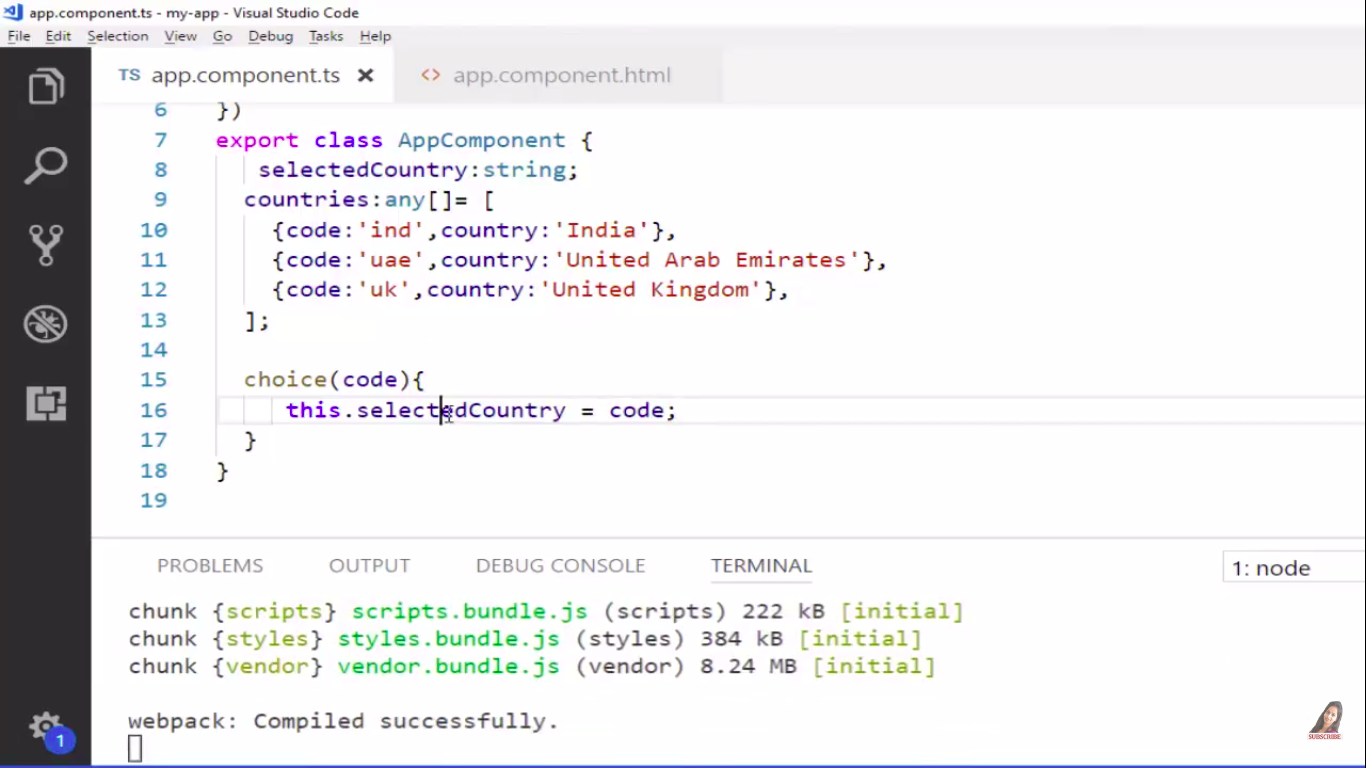 app.component.ts - my-app - Visual Studio Code
File Edit Selection View Go Debug Tasks Help
TS app.component.ts <> app.component.html
6 })
7 export class AppComponent {
8 selectedCountry:string;
9 countries:any[]= [
10 {code:'ind',country:'India'},
11 {code:'uae',country:'United Arab Emirates'},
12 {code:'uk',country:'United Kingdom'},
13 ];
14
15 choice(code){
16 this.selectedCountry = code;
17 }
18 }
19
PROBLEMS OUTPUT DEBUG CONSOLE TERMINAL 1: node
chunk {scripts} scripts.bundle.js (scripts) 222 kB [initial]
chunk {styles} styles.bundle.js (styles) 384 kB [initial]
chunk {vendor} vendor.bundle.js (vendor) 8.24 MB [initial]
webpack: Compiled successfully.
1
SUBSCRIBE